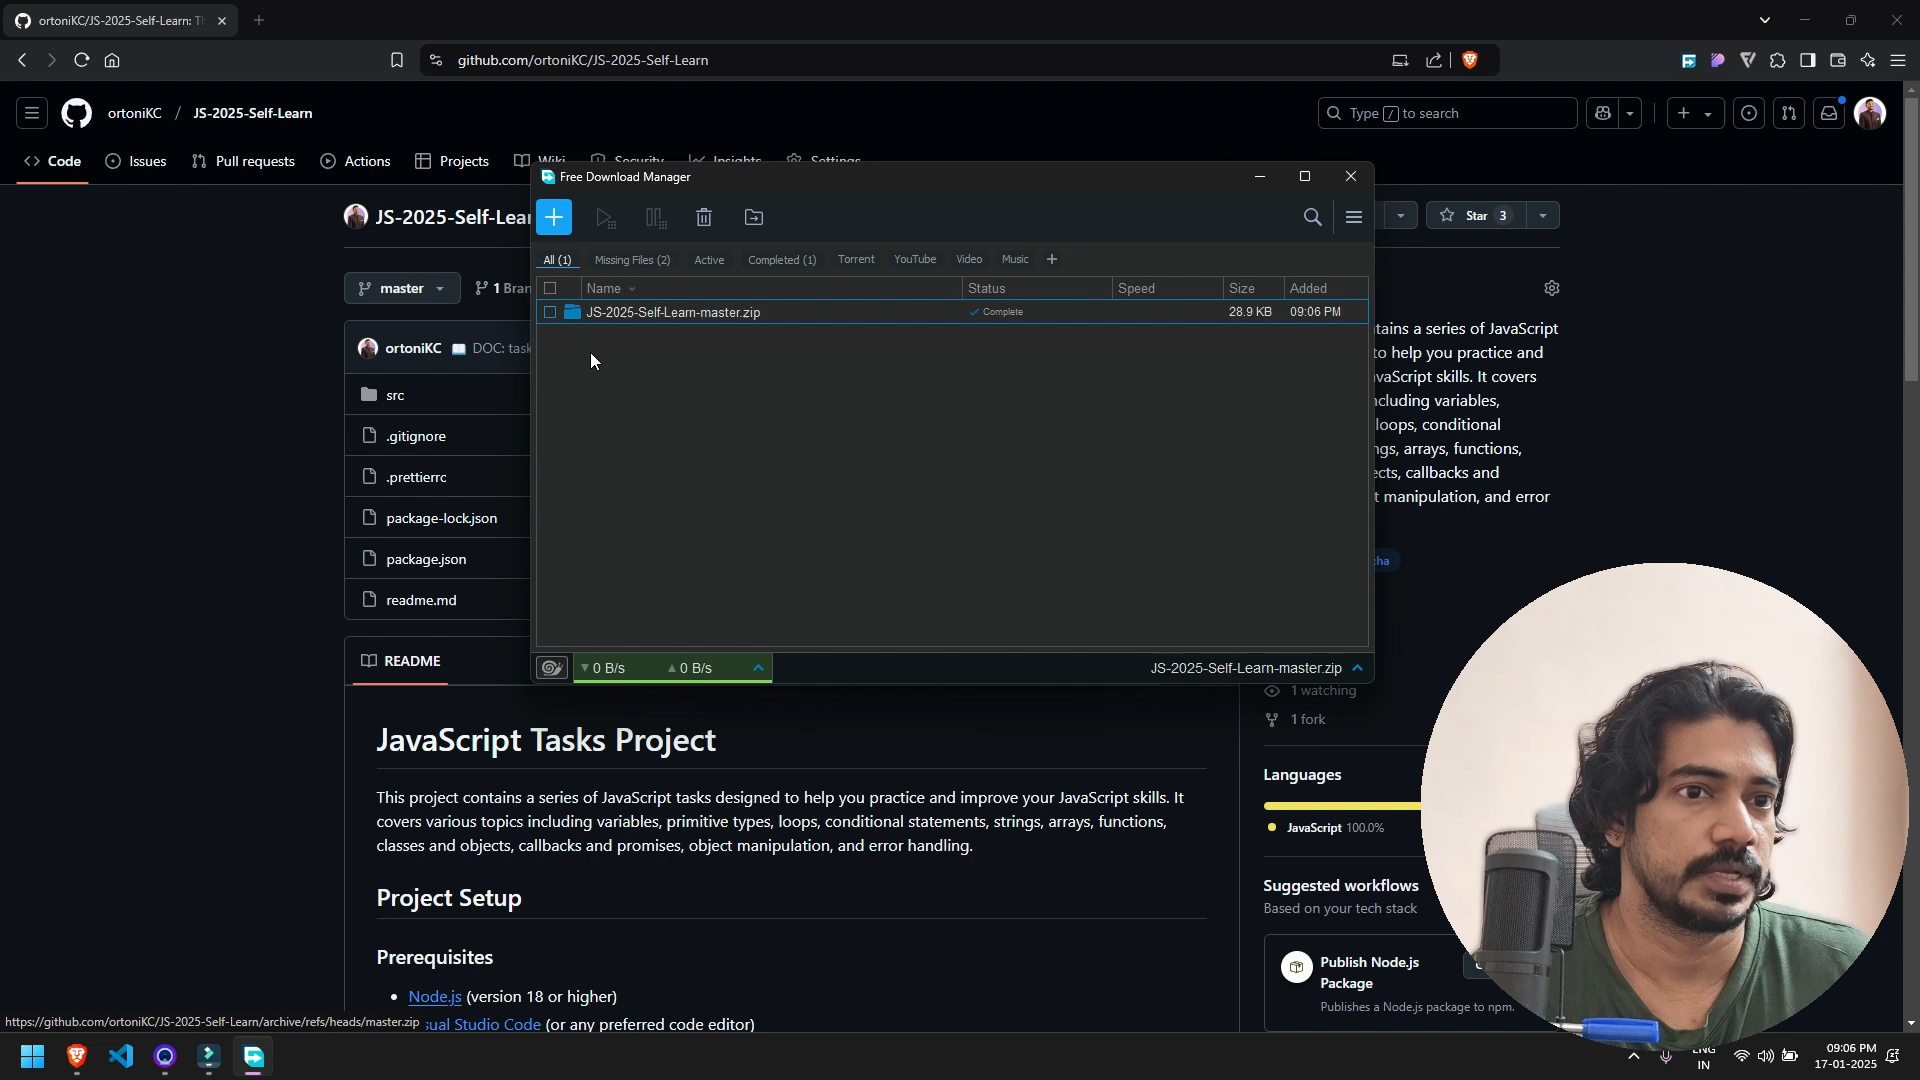 ortoniKC/JS-2025-Self-Learn: T
github.com/ortoniKC/JS-2025-Self-Learn
ortoniKC / JS-2025-Self-Learn
Type / to search
Code
Issues
Pull requests
Actions
Projects
Wiki
Security
Insights
Settings
JS-2025-Self-Lear
Star 3
master
1 Bran
ortoniKC
DOC: task
src
.gitignore
.prettierrc
package-lock.json
package.json
readme.md
README
Free Download Manager
All (1)
Missing Files (2)
Active
Completed (1)
Torrent
YouTube
Video
Music
Name
Status
Speed
Size
Added
JS-2025-Self-Learn-master.zip
Complete
28.9 KB
09:06 PM
0 B/s
0 B/s
JS-2025-Self-Learn-master.zip
tains a series of JavaScript
to help you practice and
vaScript skills. It covers
ncluding variables,
loops, conditional
ngs, arrays, functions,
ects, callbacks and
t manipulation, and error
cha
1 watching
1 fork
JavaScript Tasks Project
This project contains a series of JavaScript tasks designed to help you practice and improve your JavaScript skills. It
covers various topics including variables, primitive types, loops, conditional statements, strings, arrays, functions,
classes and objects, callbacks and promises, object manipulation, and error handling.
Project Setup
Prerequisites
Node.js (version 18 or higher)
sual Studio Code (or any preferred code editor)
Languages
JavaScript 100.0%
Suggested workflows
Based on your tech stack
Publish Node.js
Package
Publishes a Node.js package to npm.
https://github.com/ortoniKC/JS-2025-Self-Learn/archive/refs/heads/master.zip
ENG
IN
09:06 PM
17-01-2025